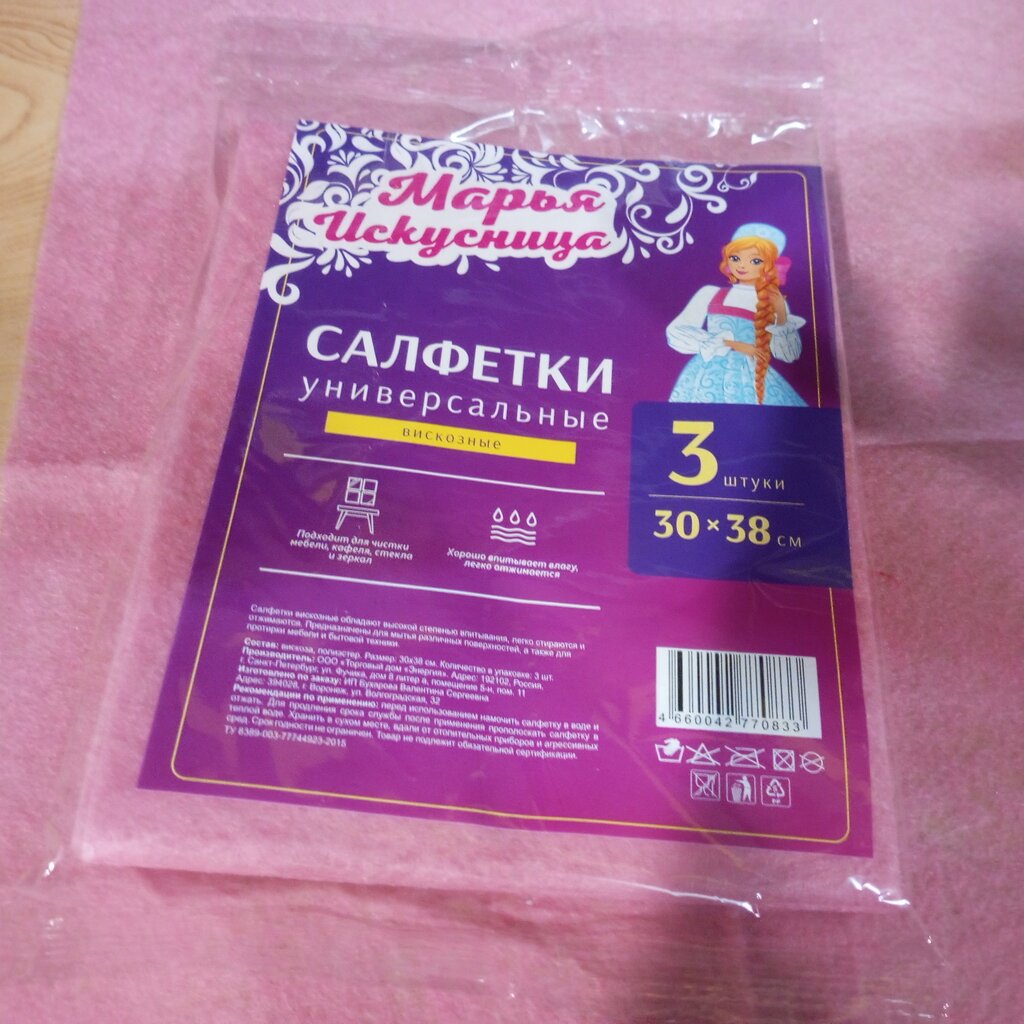 Марья
Искусница
САЛФЕТКИ
универсальные
вискозные
3 штуки
30 × 38 см
Подходит для чистки
мебели, кафеля, стекла
и зеркал
Хорошо впитывает влагу,
легко отжимается
Салфетки вискозные обладают высокой степенью впитывания, легко стираются и
отжимаются. Предназначены для мытья различных поверхностей, а также для
протирки мебели и бытовой техники.
Состав: вискоза, полиэстер. Размер: 30х38 см. Количество в упаковке: 3 шт.
Производитель: ООО «Торговый дом «Энергия». Адрес: 192102, Россия,
г. Санкт-Петербург, ул. Фучика, дом 8 литер а, помещение 5-н, пом. 11
Изготовлено по заказу: ИП Бухарова Валентина Сергеевна
Адрес: 394028, г. Воронеж, ул. Волгоградская, 32
Рекомендации по применению: перед использованием намочить салфетку в воде и
отжать. Для продления срока службы после применения прополоскать салфетку в
теплой воде. Хранить в сухом месте, вдали от отопительных приборов и агрессивных
сред. Срок годности не ограничен. Товар не подлежит обязательной сертификации.
ТУ 8389-003-77744923-2015
4 660042 770833
PP